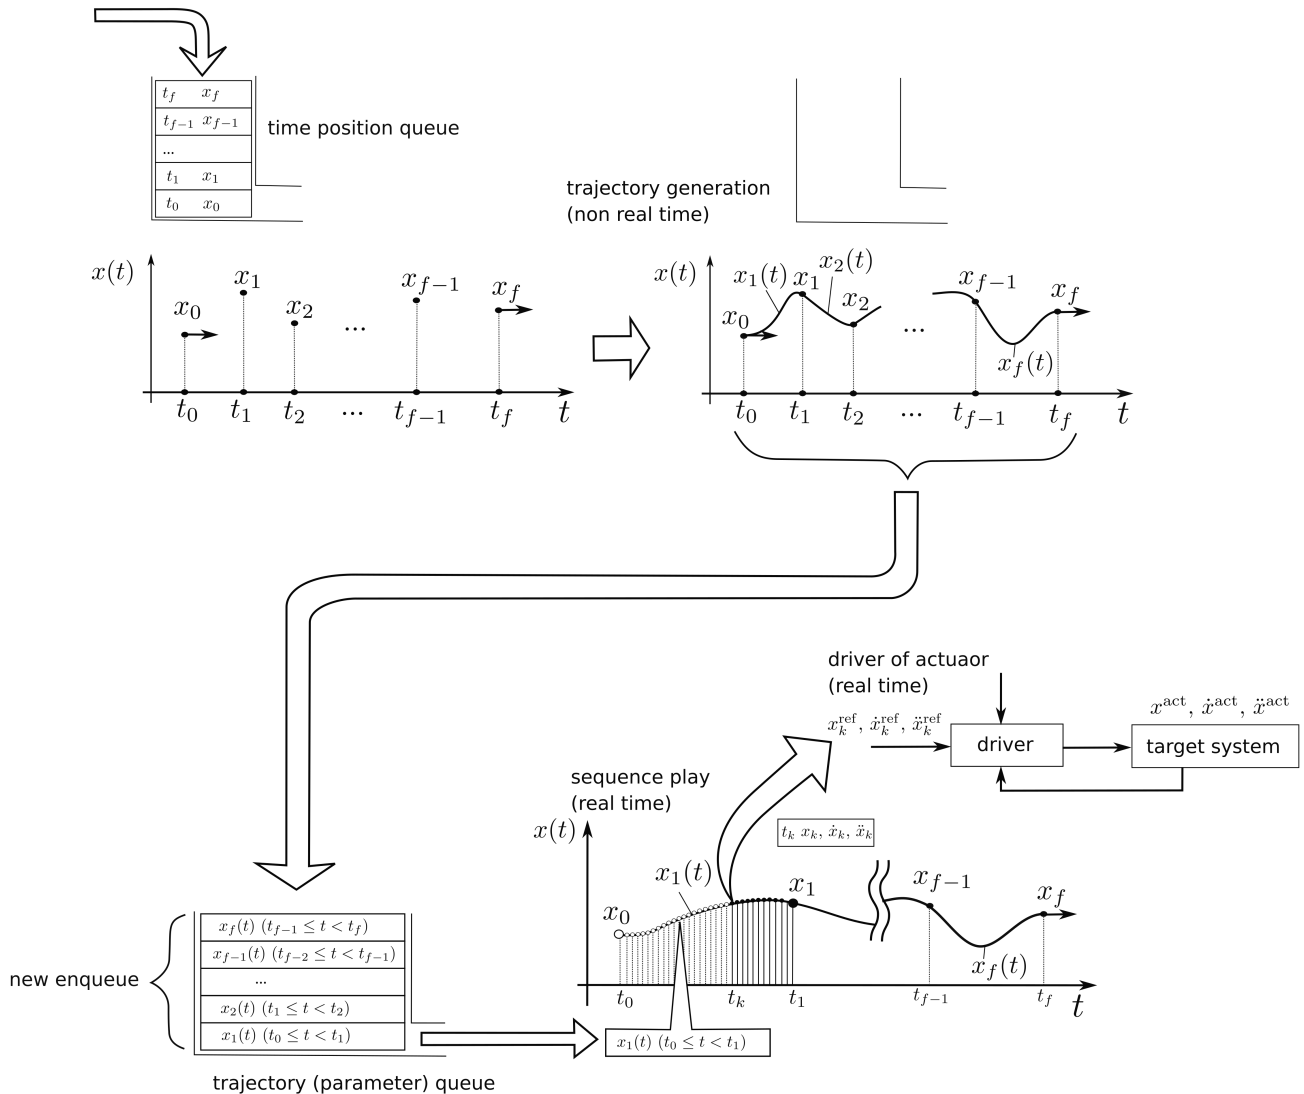 t_f x_f
t_{f−1} x_{f−1}
...
t_1 x_1
t_0 x_0
time position queue
trajectory generation
(non real time)
x(t)
x_0
x_1
x_2
...
x_{f−1}
x_f
t_0
t_1
t_2
...
t_{f−1}
t_f
t
x(t)
x_0
x_1(t)
x_1
x_2(t)
x_2
...
x_{f−1}
x_f(t)
x_f
t_0
t_1
t_2
...
t_{f−1}
t_f
t
driver of actuaor
(real time)
x_k^{ref}, ẋ_k^{ref}, ẍ_k^{ref}
driver
x^{act}, ẋ^{act}, ẍ^{act}
target system
sequence play
(real time)
x(t)
t_k x_k, ẋ_k, ẍ_k
x_0
x_1(t)
x_1
x_{f−1}
x_f(t)
x_f
t_0
t_k
t_1
t_{f−1}
t_f
t
x_1(t) (t_0 ≤ t < t_1)
new enqueue
x_f(t) (t_{f−1} ≤ t < t_f)
x_{f−1}(t) (t_{f−2} ≤ t < t_{f−1})
...
x_2(t) (t_1 ≤ t < t_2)
x_1(t) (t_0 ≤ t < t_1)
trajectory (parameter) queue